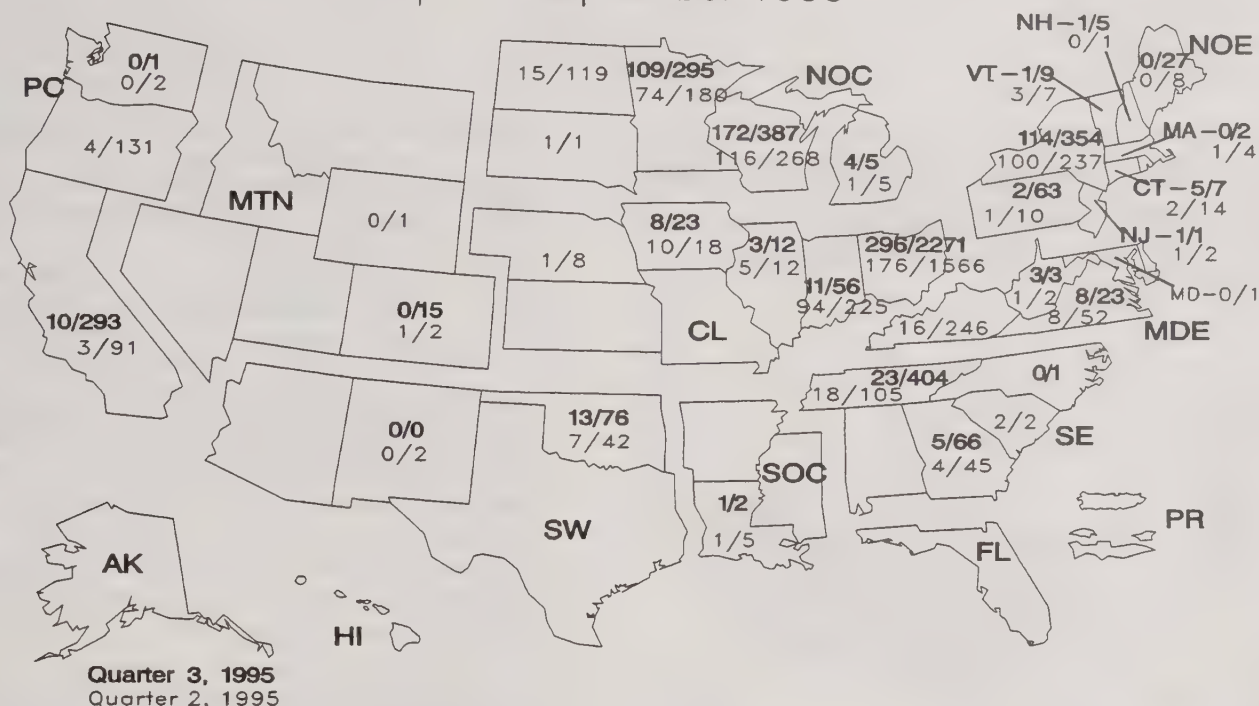 NH-1/5
0/1
NOE
0/1
0/2
PC
15/119
109/295
74/180
NOC
VT-1/9
3/7
0/27
0/8
4/131
1/1
172/387
116/268
4/5
1/5
114/354
100/237
MA-0/2
1/4
MTN
0/1
2/63
1/10
CT-5/7
2/14
1/8
8/23
10/18
3/12
5/12
296/2271
176/1566
NJ-1/1
1/2
10/293
3/91
0/15
1/2
CL
11/56
94/225
3/3
1/2
8/23
8/52
MD-0/1
16/246
MDE
23/404
18/105
0/1
0/0
0/2
13/76
7/42
5/66
4/45
2/2
SE
SOC
1/2
1/5
SW
AK
HI
FL
PR
Quarter 3, 1995
Quarter 2, 1995